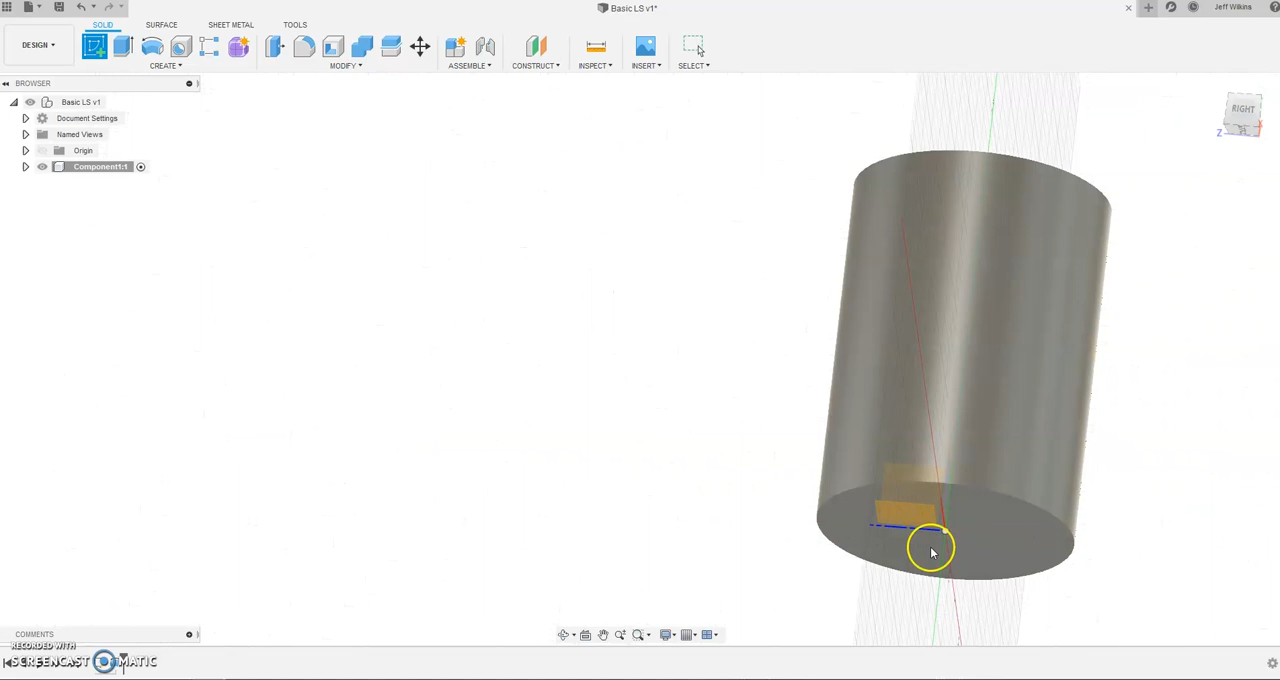 Basic LS v1*
Jeff Wilkins
SOLID
SURFACE
SHEET METAL
TOOLS
DESIGN
CREATE
MODIFY
ASSEMBLE
CONSTRUCT
INSPECT
INSERT
SELECT
BROWSER
Basic LS v1
Document Settings
Named Views
Origin
Component1:1
RIGHT
Z
X
COMMENTS
RECORDED WITH
SCREENCAST MATIC